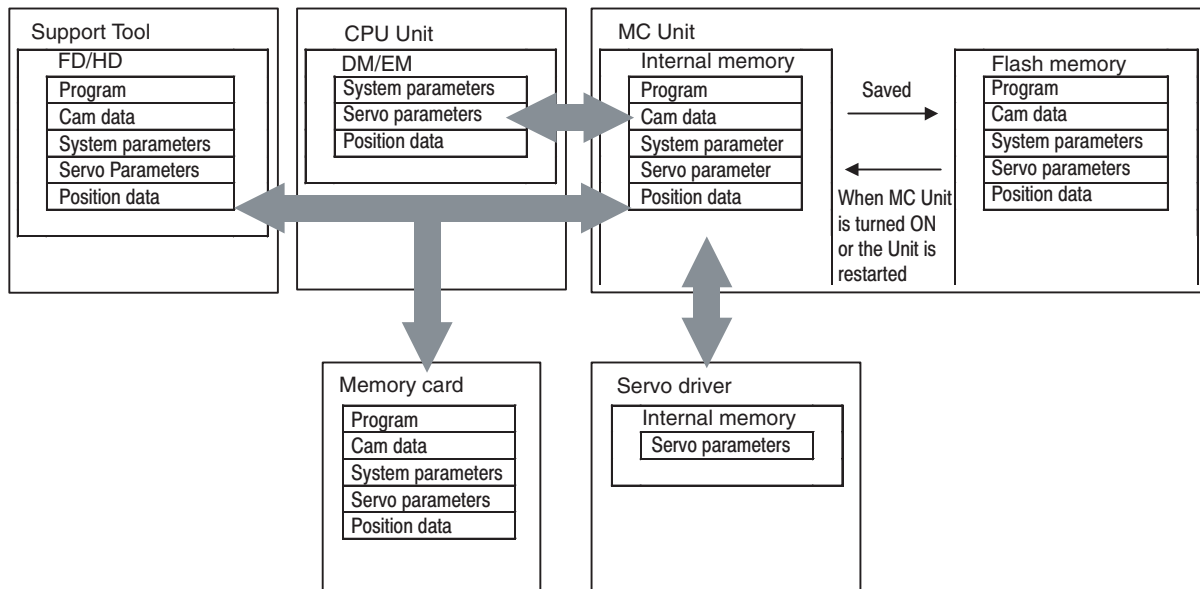 Support Tool
FD/HD
Program
Cam data
System parameters
Servo Parameters
Position data
CPU Unit
DM/EM
System parameters
Servo parameters
Position data
MC Unit
Internal memory
Program
Cam data
System parameter
Servo parameter
Position data
Saved
When MC Unit
is turned ON
or the Unit is
restarted
Flash memory
Program
Cam data
System parameters
Servo parameters
Position data
Memory card
Program
Cam data
System parameters
Servo parameters
Position data
Servo driver
Internal memory
Servo parameters